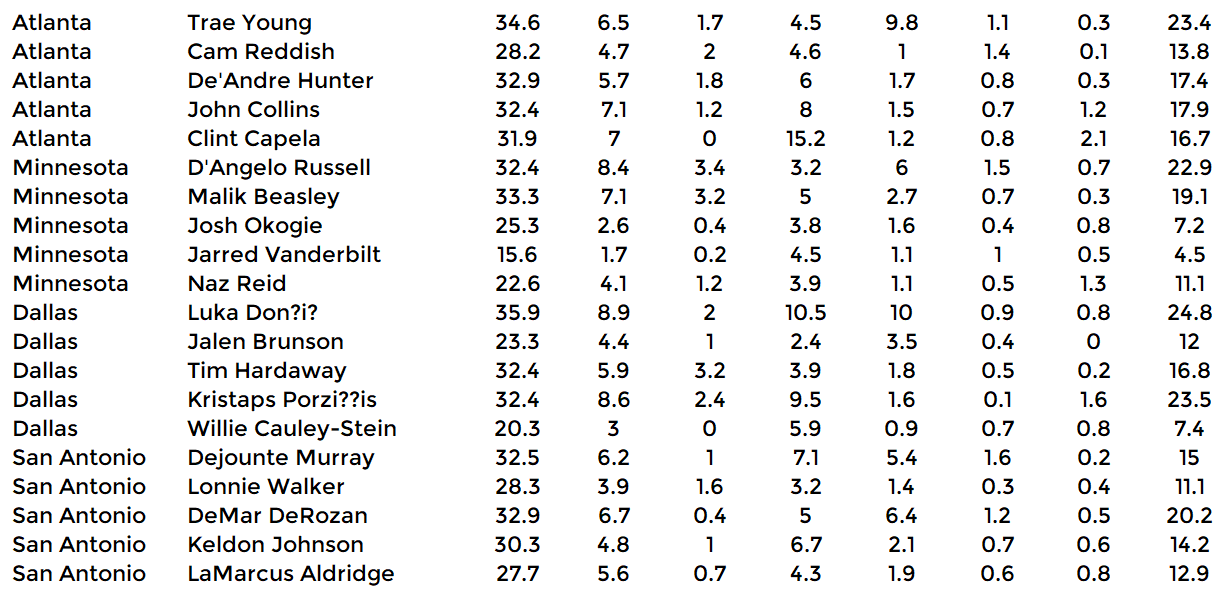 Atlanta Trae Young 34.6 6.5 1.7 4.5 9.8 1.1 0.3 23.4
Atlanta Cam Reddish 28.2 4.7 2 4.6 1 1.4 0.1 13.8
Atlanta De'Andre Hunter 32.9 5.7 1.8 6 1.7 0.8 0.3 17.4
Atlanta John Collins 32.4 7.1 1.2 8 1.5 0.7 1.2 17.9
Atlanta Clint Capela 31.9 7 0 15.2 1.2 0.8 2.1 16.7
Minnesota D'Angelo Russell 32.4 8.4 3.4 3.2 6 1.5 0.7 22.9
Minnesota Malik Beasley 33.3 7.1 3.2 5 2.7 0.7 0.3 19.1
Minnesota Josh Okogie 25.3 2.6 0.4 3.8 1.6 0.4 0.8 7.2
Minnesota Jarred Vanderbilt 15.6 1.7 0.2 4.5 1.1 1 0.5 4.5
Minnesota Naz Reid 22.6 4.1 1.2 3.9 1.1 0.5 1.3 11.1
Dallas Luka Don?i? 35.9 8.9 2 10.5 10 0.9 0.8 24.8
Dallas Jalen Brunson 23.3 4.4 1 2.4 3.5 0.4 0 12
Dallas Tim Hardaway 32.4 5.9 3.2 3.9 1.8 0.5 0.2 16.8
Dallas Kristaps Porzi??is 32.4 8.6 2.4 9.5 1.6 0.1 1.6 23.5
Dallas Willie Cauley-Stein 20.3 3 0 5.9 0.9 0.7 0.8 7.4
San Antonio Dejounte Murray 32.5 6.2 1 7.1 5.4 1.6 0.2 15
San Antonio Lonnie Walker 28.3 3.9 1.6 3.2 1.4 0.3 0.4 11.1
San Antonio DeMar DeRozan 32.9 6.7 0.4 5 6.4 1.2 0.5 20.2
San Antonio Keldon Johnson 30.3 4.8 1 6.7 2.1 0.7 0.6 14.2
San Antonio LaMarcus Aldridge 27.7 5.6 0.7 4.3 1.9 0.6 0.8 12.9